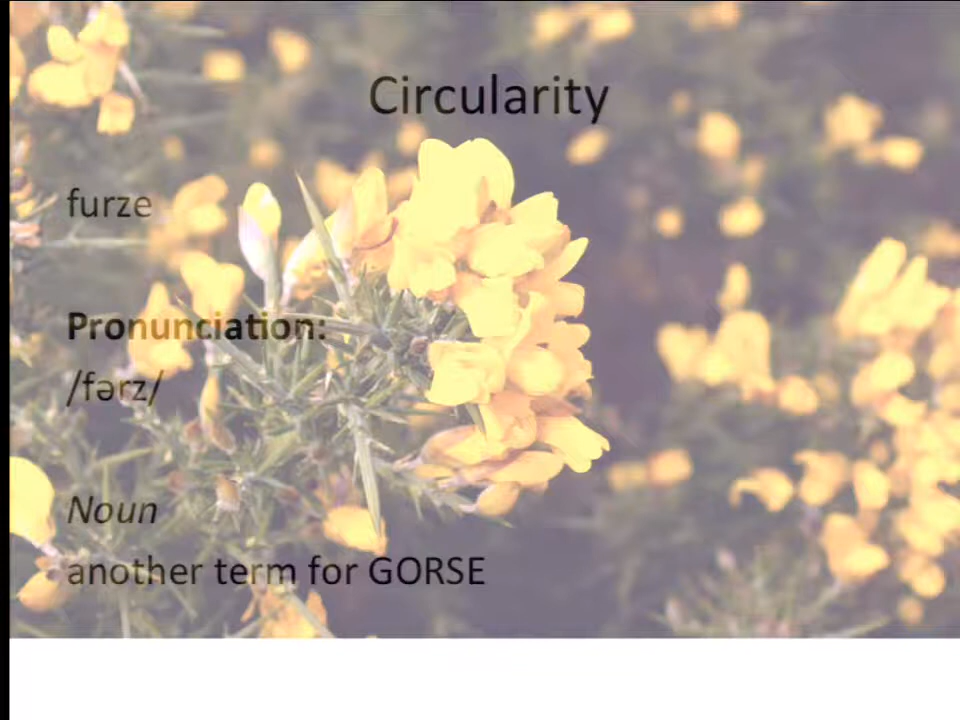 Circularity
furze
Pronunciation:
/fərz/
Noun
another term for GORSE